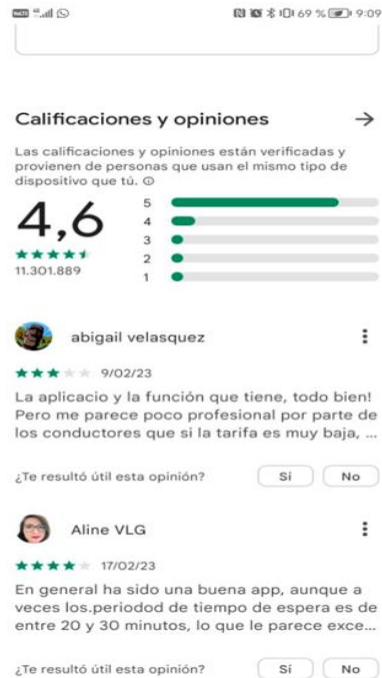 69 % 9:09
Calificaciones y opiniones
Las calificaciones y opiniones están verificadas y
provienen de personas que usan el mismo tipo de
dispositivo que tú.
4,6
5
4
3
2
1
11.301.889
abigail velasquez
9/02/23
La aplicacio y la función que tiene, todo bien!
Pero me parece poco profesional por parte de
los conductores que si la tarifa es muy baja, ...
¿Te resultó útil esta opinión? Sí No
Aline VLG
17/02/23
En general ha sido una buena app, aunque a
veces los.periodod de tiempo de espera es de
entre 20 y 30 minutos, lo que le parece exce...
¿Te resultó útil esta opinión? Sí No